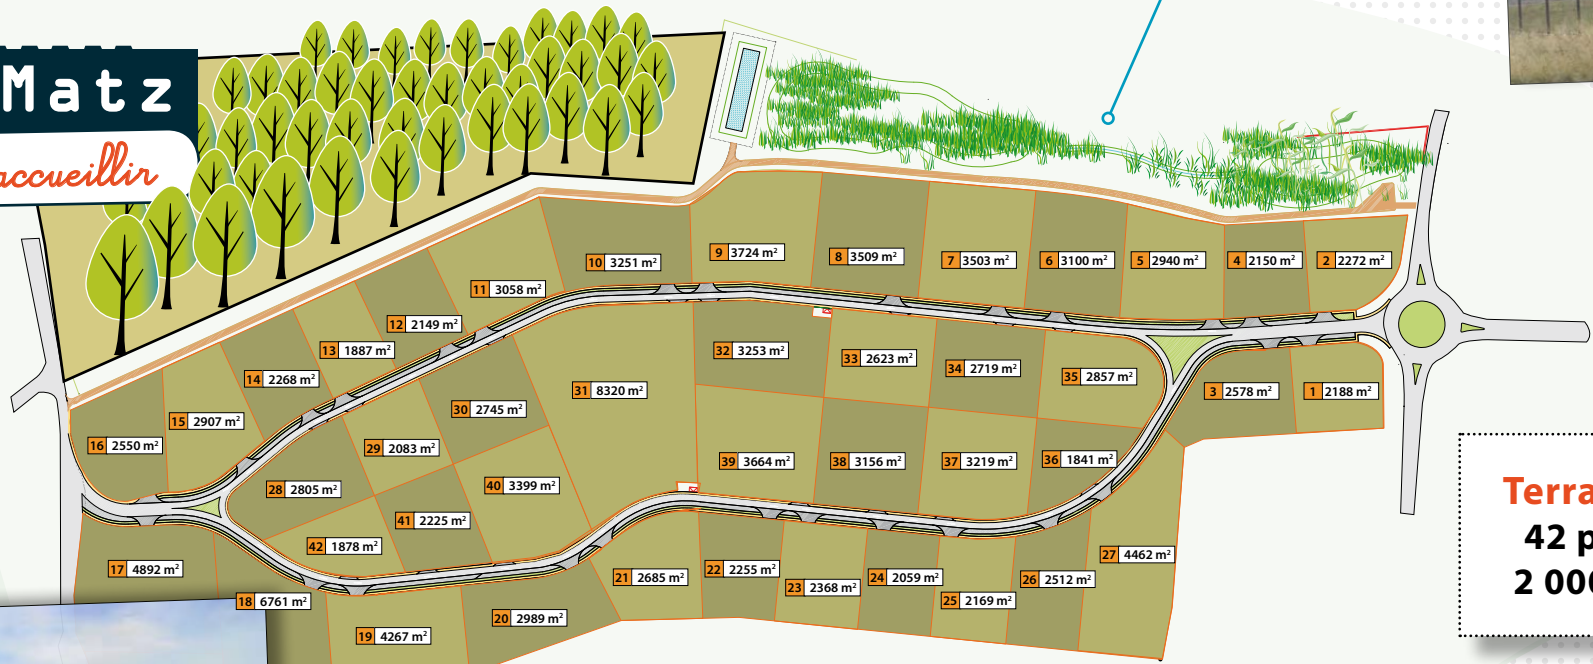 Matz
accueillir
10 3251 m²
9 3724 m²
8 3509 m²
7 3503 m²
6 3100 m²
5 2940 m²
4 2150 m²
2 2272 m²
11 3058 m²
12 2149 m²
13 1887 m²
14 2268 m²
15 2907 m²
16 2550 m²
32 3253 m²
33 2623 m²
34 2719 m²
35 2857 m²
3 2578 m²
1 2188 m²
31 8320 m²
30 2745 m²
29 2083 m²
28 2805 m²
39 3664 m²
38 3156 m²
37 3219 m²
36 1841 m²
40 3399 m²
41 2225 m²
42 1878 m²
17 4892 m²
18 6761 m²
19 4267 m²
20 2989 m²
21 2685 m²
22 2255 m²
23 2368 m²
24 2059 m²
25 2169 m²
26 2512 m²
27 4462 m²
Terra
42 p
2 000